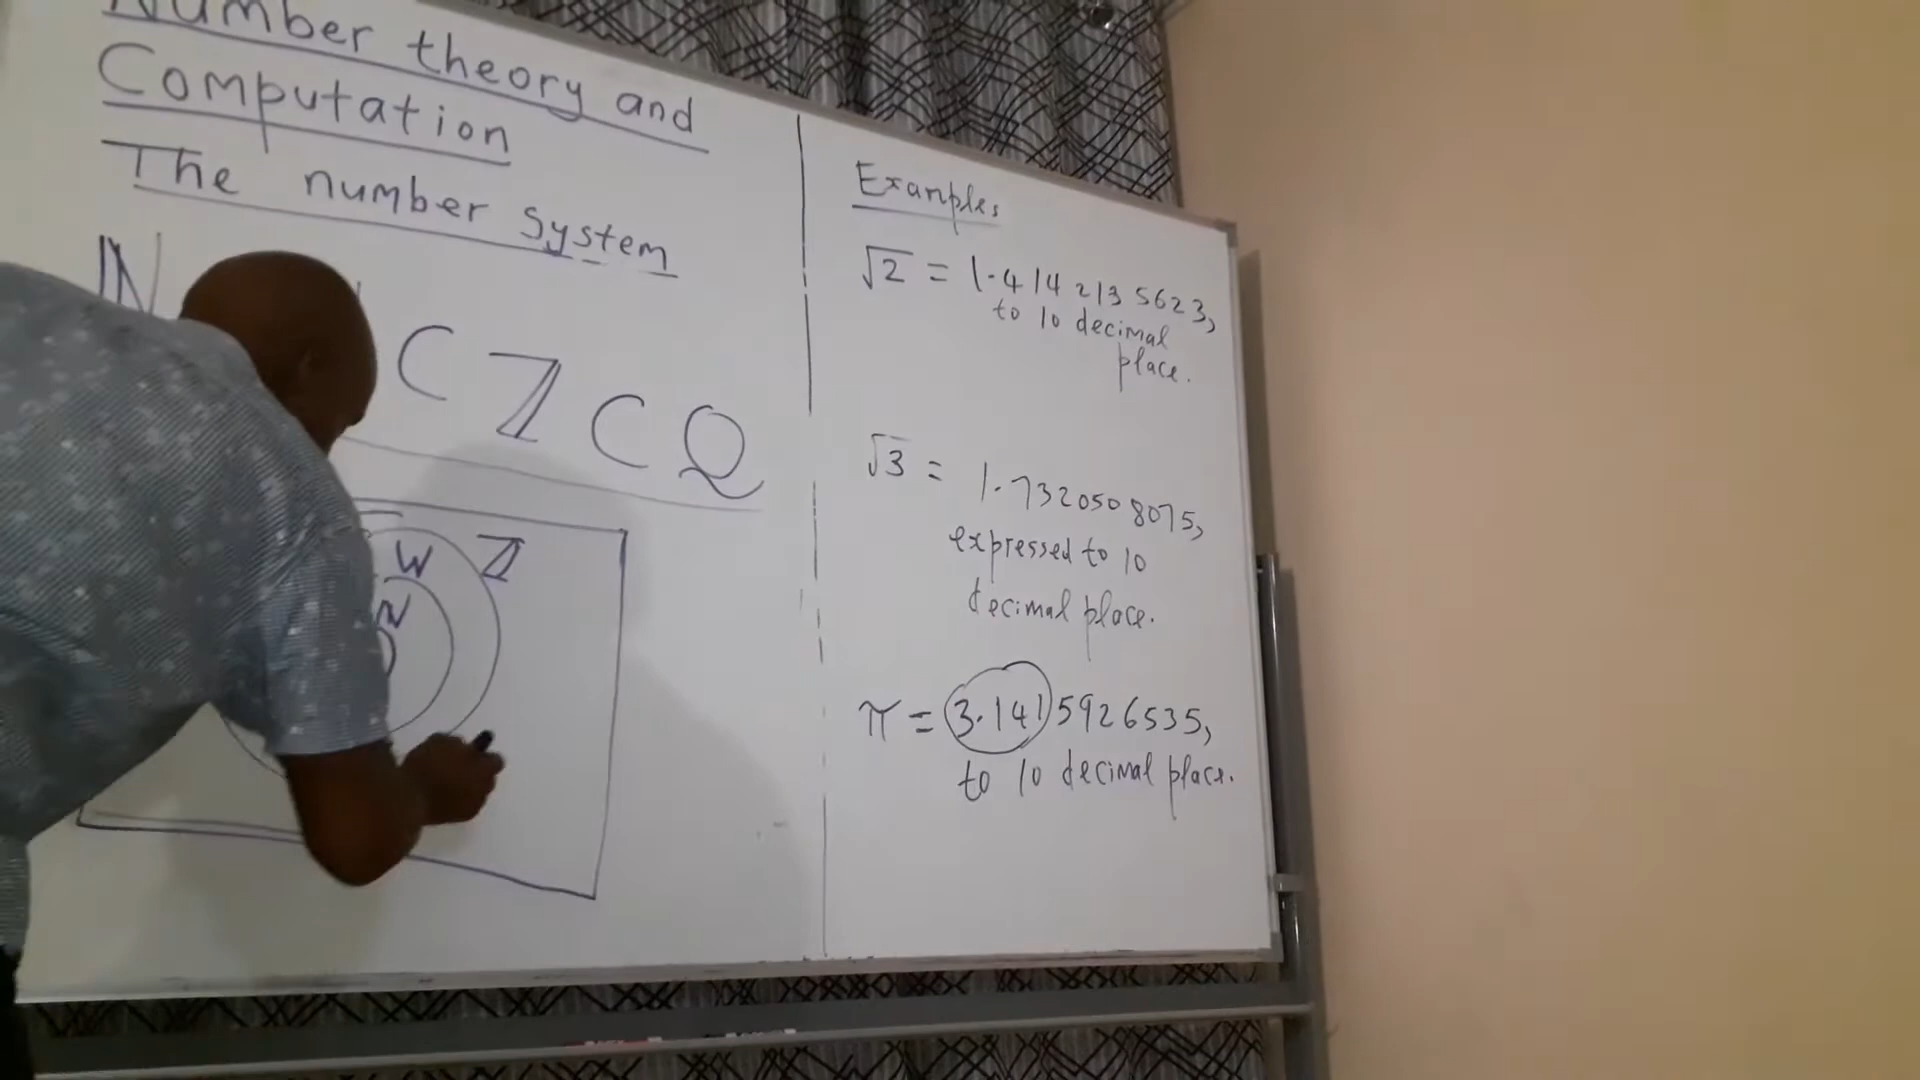 Number theory and
Computation
The number System
N
C Z C Q
W Z
N
Examples
√2 = 1.4142135623,
to 10 decimal
place.
√3 = 1.7320508075,
expressed to 10
decimal place.
π = 3.1415926535,
to 10 decimal place.